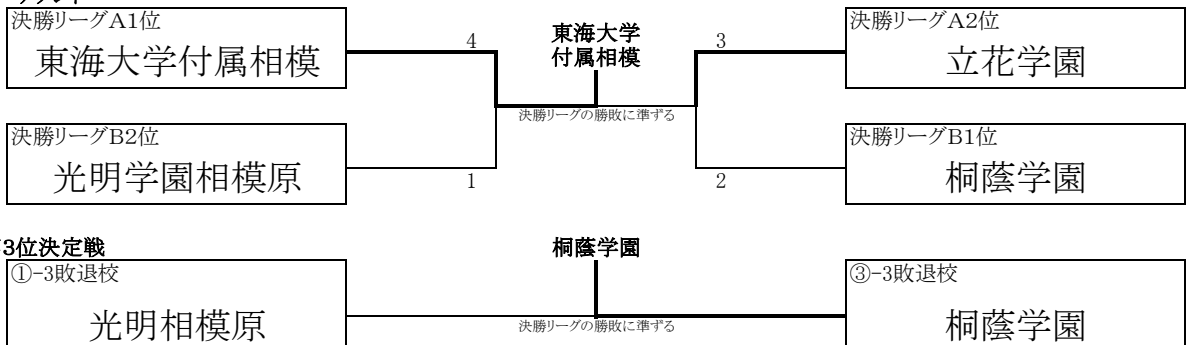 決勝リーグA1位
東海大学付属相模
4
東海大学
付属相模
3
決勝リーグA2位
立花学園
決勝リーグの勝敗に準ずる
決勝リーグB2位
光明学園相模原
1
2
決勝リーグB1位
桐蔭学園
3位決定戦
桐蔭学園
①-3敗退校
光明相模原
決勝リーグの勝敗に準ずる
③-3敗退校
桐蔭学園